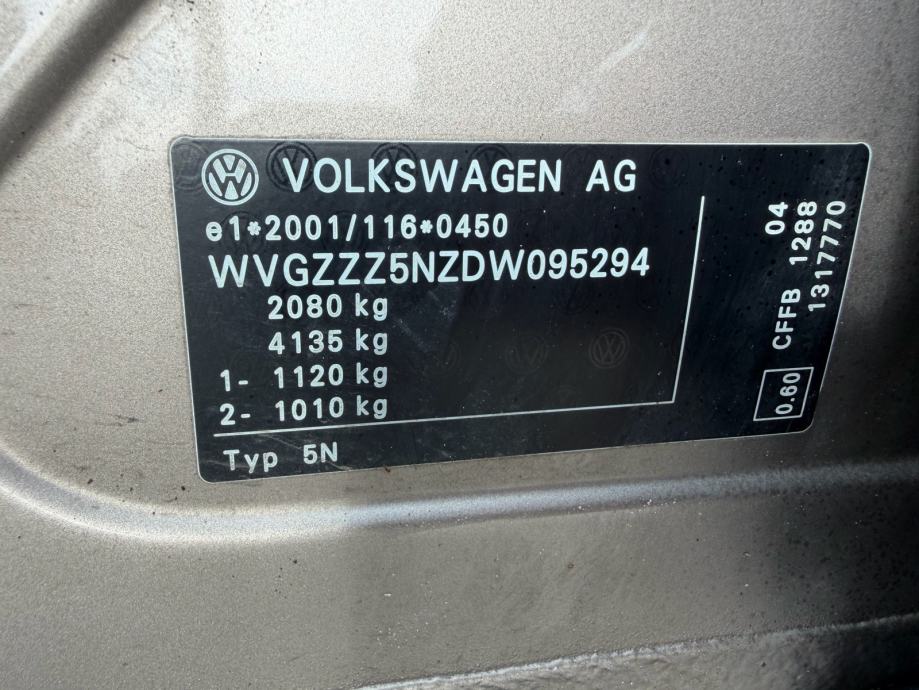 VOLKSWAGEN AG
e1*2001/116*0450
WVGZZZ5NZDW095294
2080 kg
4135 kg
1- 1120 kg
2- 1010 kg
Typ 5N
04
CFFB 1288
1317770
0.60